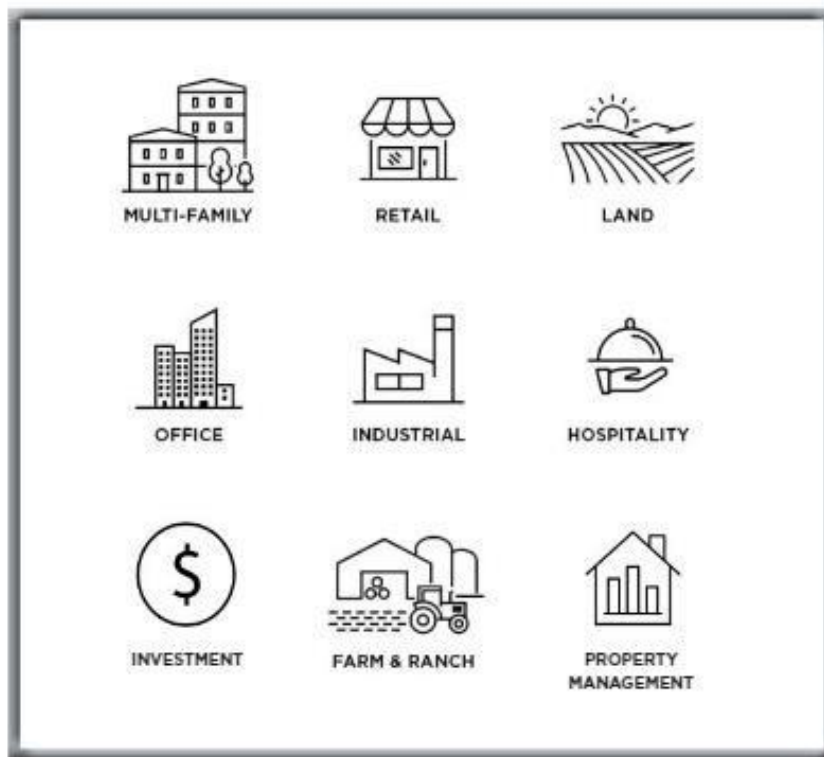 MULTI-FAMILY
RETAIL
LAND
OFFICE
INDUSTRIAL
HOSPITALITY
$
INVESTMENT
FARM & RANCH
PROPERTY
MANAGEMENT